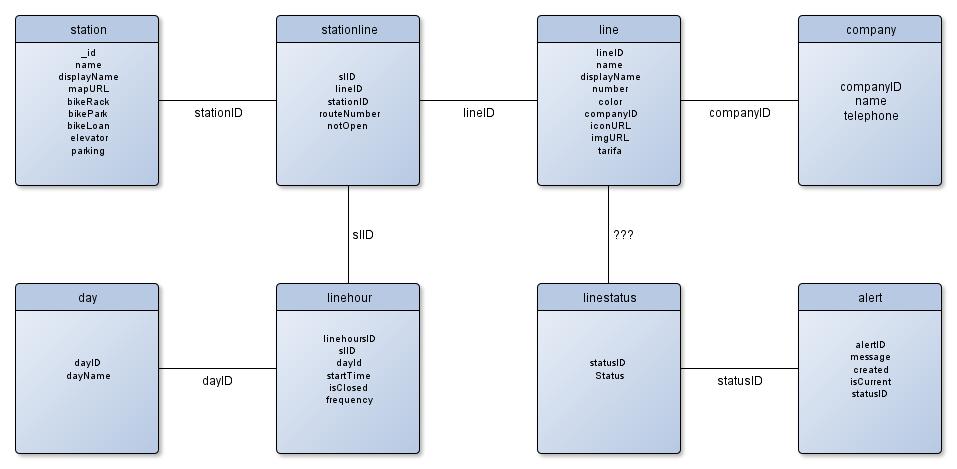 station
_id
name
displayName
mapURL
bikeRack
bikePark
bikeLoan
elevator
parking
stationID
stationline
slID
lineID
stationID
routeNumber
notOpen
lineID
line
lineID
name
displayName
number
color
companyID
iconURL
imgURL
tarifa
companyID
company
companyID
name
telephone
slID
???
day
dayID
dayName
dayID
linehour
linehoursID
slID
dayId
startTime
isClosed
frequency
linestatus
statusID
Status
statusID
alert
alertID
message
created
isCurrent
statusID